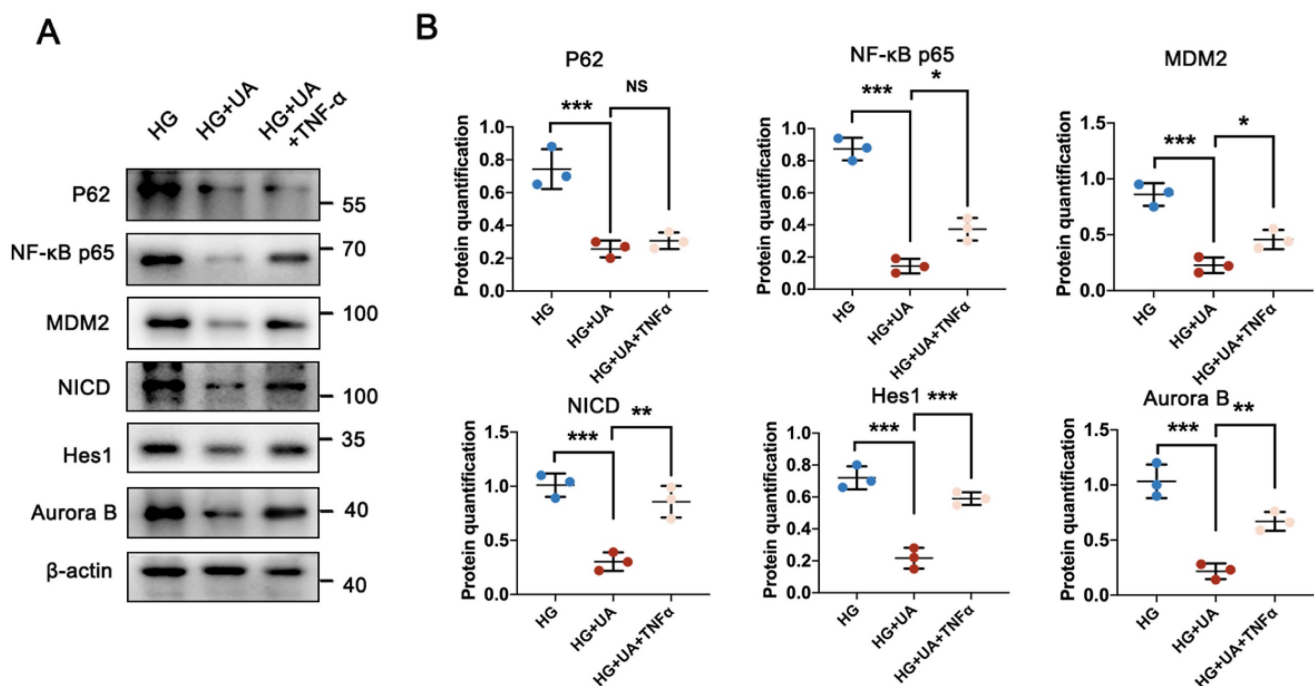 A
HG
HG+UA
HG+UA
+TNF-α
P62
55
NF-κB p65
70
MDM2
100
NICD
100
Hes1
35
Aurora B
40
β-actin
40
B
P62
NS
***
Protein quantification
1.0
0.8
0.6
0.4
0.2
0.0
HG
HG+UA
HG+UA+TNFα
NF-κB p65
***
*
Protein quantification
1.0
0.8
0.6
0.4
0.2
0.0
HG
HG+UA
HG+UA+TNFα
MDM2
***
*
Protein quantification
1.5
1.0
0.5
0.0
HG
HG+UA
HG+UA+TNFα
NICD
***
**
Protein quantification
1.5
1.0
0.5
0.0
HG
HG+UA
HG+UA+TNFα
Hes1
***
***
Protein quantification
1.0
0.8
0.6
0.4
0.2
0.0
HG
HG+UA
HG+UA+TNFα
Aurora B
***
**
Protein quantification
1.5
1.0
0.5
0.0
HG
HG+UA
HG+UA+TNFα